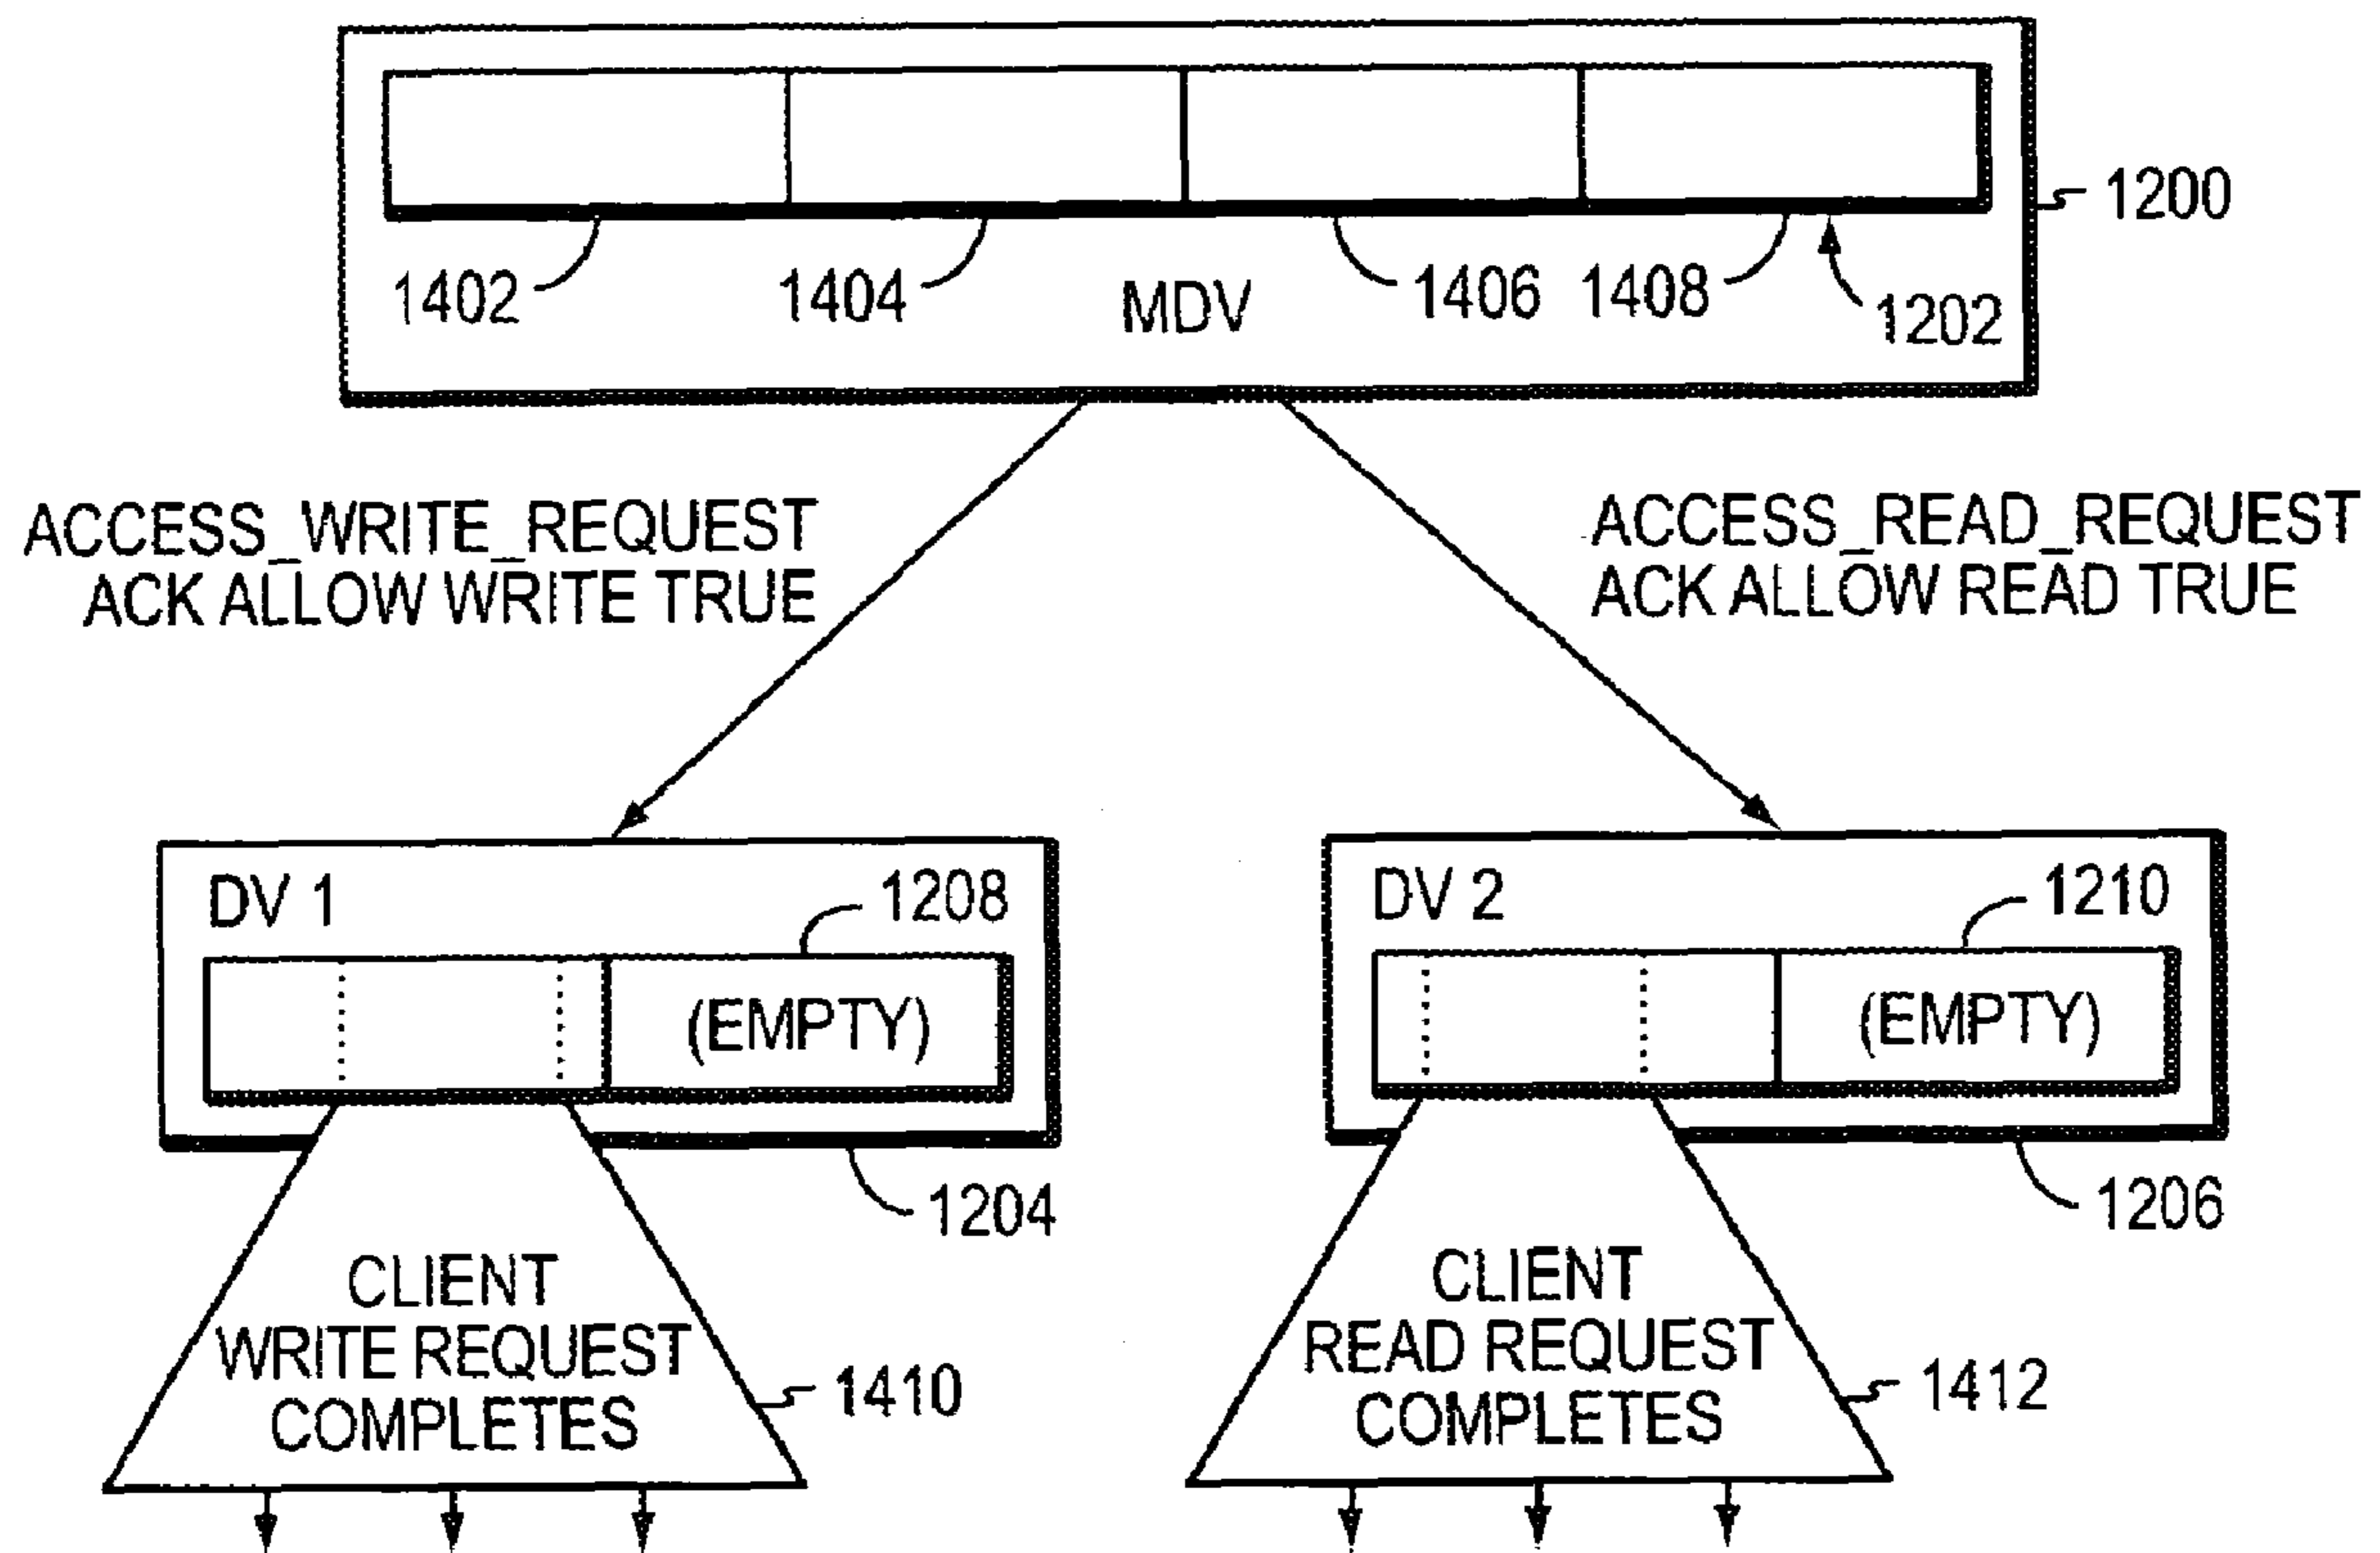 1200
1402
1404
MDV
1406
1408
1202
ACCESS_WRITE_REQUEST
ACK ALLOW WRITE TRUE
ACCESS_READ_REQUEST
ACK ALLOW READ TRUE
DV 1
1208
(EMPTY)
1204
DV 2
1210
(EMPTY)
1206
CLIENT
WRITE REQUEST
COMPLETES
1410
CLIENT
READ REQUEST
COMPLETES
1412